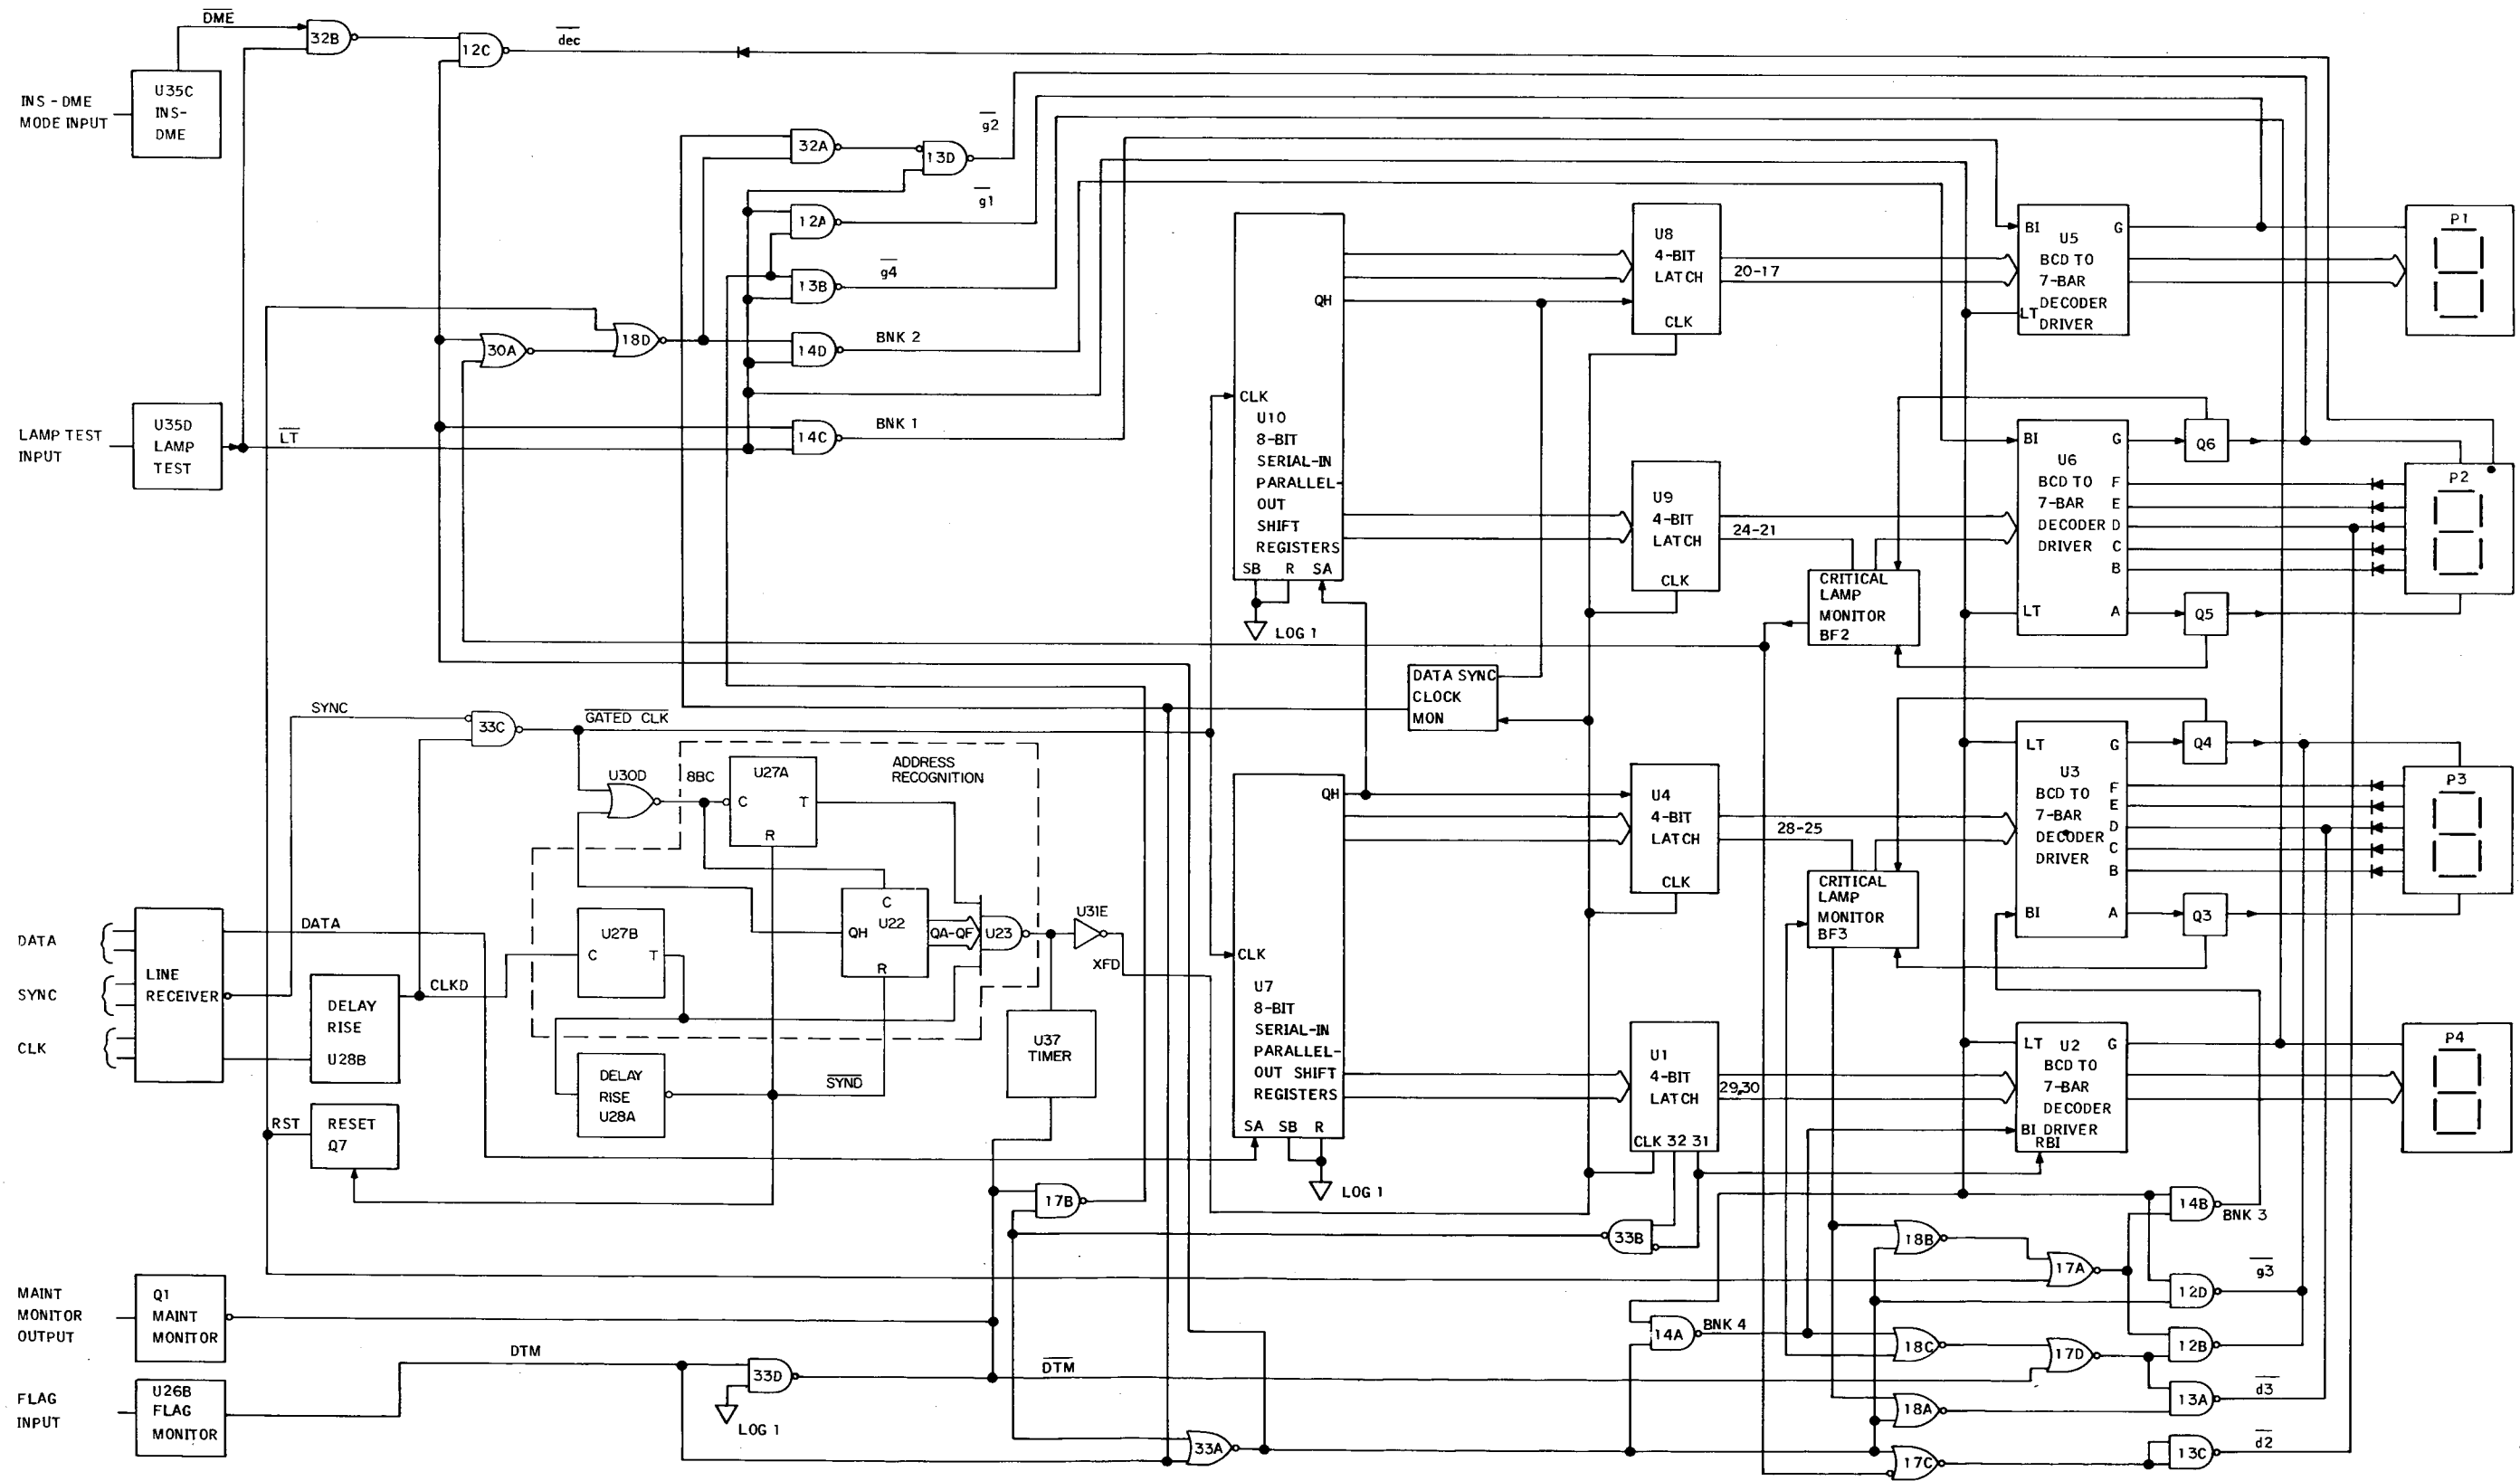 DME
32B
12C
dec
U35C
INS-
DME
INS - DME
MODE INPUT
32A
13D
g2
g1
12A
13B
g4
30A
18D
14D
BNK 2
LAMP TEST
INPUT
U35D
LAMP
TEST
LT
14C
BNK 1
QH
CLK
U10
8-BIT
SERIAL-IN
PARALLEL-
OUT
SHIFT
REGISTERS
SB R SA
LOG 1
U8
4-BIT
LATCH
CLK
20-17
U9
4-BIT
LATCH
CLK
24-21
BI G
U5
BCD TO
7-BAR
DECODER
LT
DRIVER
P1
BI G
U6
BCD TO F
7-BAR E
DECODER D
DRIVER C
B
LT A
Q6
Q5
P2
CRITICAL
LAMP
MONITOR
BF2
DATA SYNC
CLOCK
MON
SYNC
33C
GATED CLK
U30D
8BC
ADDRESS
RECOGNITION
U27A
C T
R
U27B
C T
C
QH U22
R
QA-QF
U23
U31E
XFD
U37
TIMER
DELAY
RISE
U28A
SYND
DATA
SYNC
CLK
LINE
RECEIVER
DATA
DELAY
RISE
U28B
CLKD
RST
RESET
Q7
QH
CLK
U7
8-BIT
SERIAL-IN
PARALLEL-
OUT SHIFT
REGISTERS
SA SB R
LOG 1
U4
4-BIT
LATCH
CLK
28-25
U1
4-BIT
LATCH
CLK 32 31
29,30
CRITICAL
LAMP
MONITOR
BF3
LT G
U3
BCD TO F
7-BAR E
DECODER D
DRIVER C
B
BI A
Q4
Q3
P3
LT U2 G
BCD TO
7-BAR
DECODER
BI DRIVER
RBI
P4
17B
33B
14B
BNK 3
18B
17A
12D
g3
14A
BNK 4
18C
17D
12B
13A
d3
18A
17C
13C
d2
MAINT
MONITOR
OUTPUT
Q1
MAINT
MONITOR
FLAG
INPUT
U26B
FLAG
MONITOR
DTM
33D
LOG 1
DTM
33A